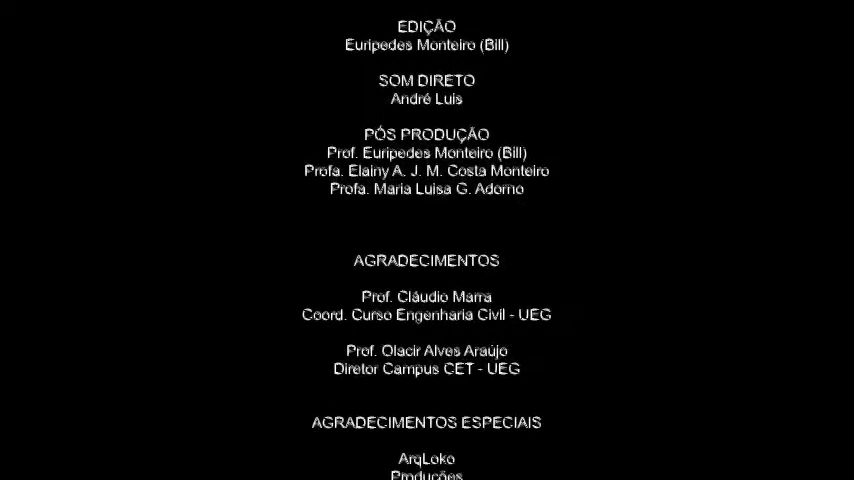 EDIÇÃO
Euripedes Monteiro (Bill)
SOM DIRETO
André Luis
PÓS PRODUÇÃO
Prof. Euripedes Monteiro (Bill)
Profa. Elainy A. J. M. Costa Monteiro
Profa. Maria Luisa G. Adorno
AGRADECIMENTOS
Prof. Cláudio Marra
Coord. Curso Engenharia Civil - UEG
Prof. Olacir Alves Araújo
Diretor Campus CET - UEG
AGRADECIMENTOS ESPECIAIS
ArqLoko
Produções